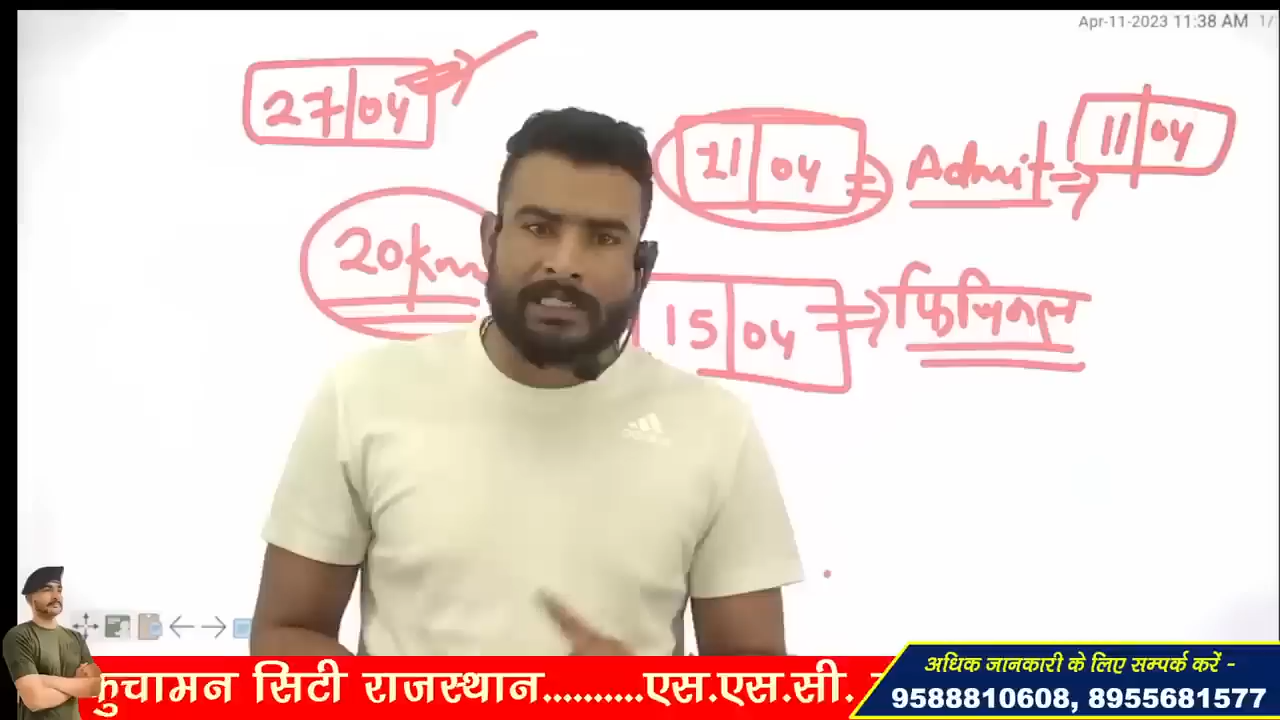 Apr-11-2023 11:38 AM 1/
27|04
21|04 Admit 11|04
20km
15|04 फिजिकल
कुचामन सिटी राजस्थान..........एस.एस.सी.
अधिक जानकारी के लिए सम्पर्क करें -
9588810608, 8955681577